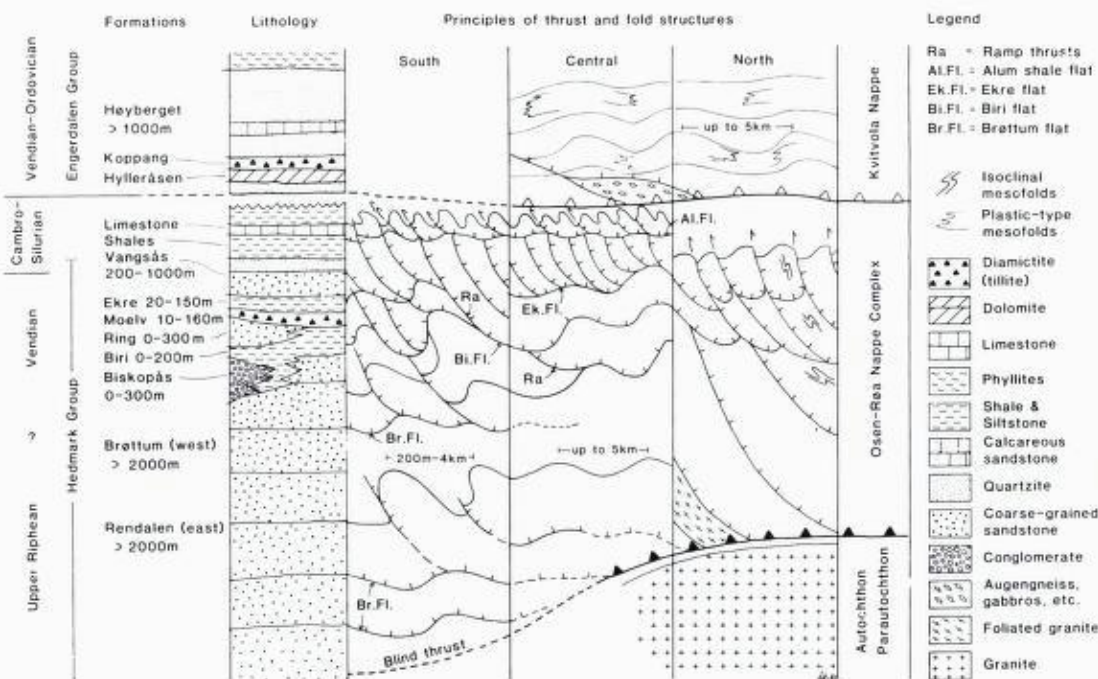 Formations
Lithology
Principles of thrust and fold structures
South
Central
North
Vendian-Ordovician
Engerdalen Group
Høyberget
> 1000m
Koppang
Hylleråsen
Cambro-
Silurian
Limestone
Shales
Vangsås
200-1000m
Vendian
Ekre 20-150m
Moelv 10-160m
Ring 0-300m
Biri 0-200m
Biskopås
0-300m
?
Hedmark Group
Brøttum (west)
> 2000m
Upper Riphean
Rendalen (east)
> 2000m
Ra
Bi.Fl.
Br.Fl.
200m-4km
Br.Fl.
Blind thrust
Ek.Fl.
Ra
up to 5km
Al.Fl.
up to 5km
Kvitvola Nappe
Osen-Røa Nappe Complex
Autochthon
Parautochthon
Legend
Ra = Ramp thrusts
Al.Fl. = Alum shale flat
Ek.Fl. = Ekre flat
Bi.Fl. = Biri flat
Br.Fl. = Brøttum flat
Isoclinal
mesofolds
Plastic-type
mesofolds
Diamictite
(tillite)
Dolomite
Limestone
Phyllites
Shale &
Siltstone
Calcareous
sandstone
Quartzite
Coarse-grained
sandstone
Conglomerate
Augengneiss,
gabbros, etc.
Foliated granite
Granite